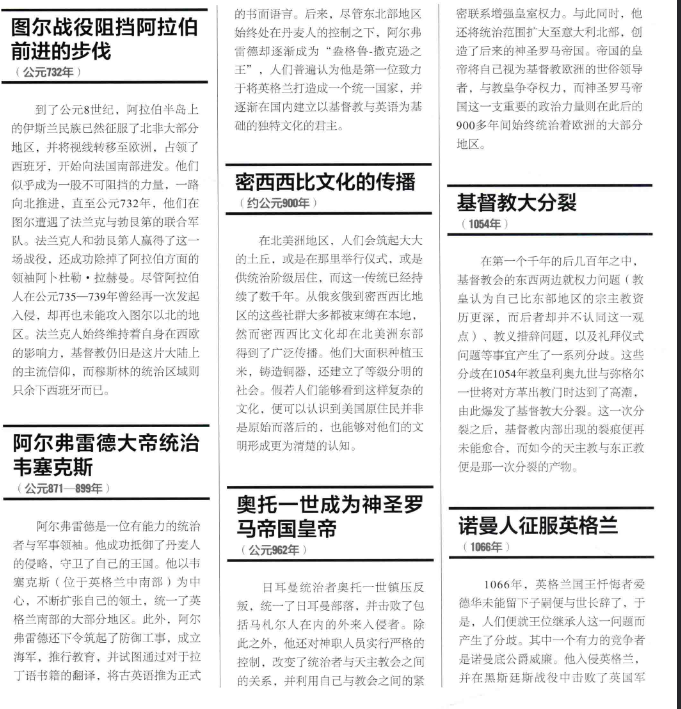 图尔战役阻挡阿拉伯
前进的步伐
（公元732年）
到了公元8世纪，阿拉伯半岛上
的伊斯兰民族已然征服了北非大部分
地区，并将视线转移至欧洲，占领了
西班牙，开始向法国南部进发。他们
似乎成为一股不可阻挡的力量，一路
向北推进，直至公元732年，他们在
图尔遭遇了法兰克与勃艮第的联合军
队。法兰克人和勃艮第人赢得了这一
场战役，还成功除掉了阿拉伯方面的
领袖阿卜杜勒·拉赫曼。尽管阿拉伯
人在公元735—739年曾经再一次发起
入侵，却再也未能攻入图尔以北的地
区。法兰克人始终维持着自身在西欧
的影响力，基督教仍旧是这片大陆上
的主流信仰，而穆斯林的统治区域则
只余下西班牙而已。
阿尔弗雷德大帝统治
韦塞克斯
（公元871—899年）
阿尔弗雷德是一位有能力的统治
者与军事领袖。他成功抵御了丹麦人
的侵略，守卫了自己的王国。他以韦
塞克斯（位于英格兰中南部）为中
心，不断扩张自己的领土，统一了英
格兰南部的大部分地区。此外，阿尔
弗雷德还下令筑起了防御工事，成立
海军，推行教育，并试图通过对于拉
丁语书籍的翻译，将古英语推为正式
的书面语言。后来，尽管东北部地区
始终处在丹麦人的控制之下，阿尔弗
雷德却逐渐成为“盎格鲁-撒克逊之
王”，人们普遍认为他是第一位致力
于将英格兰打造成一个统一国家，并
逐渐在国内建立以基督教与英语为基
础的独特文化的君主。
密西西比文化的传播
（约公元900年）
在北美洲地区，人们会筑起大大
的土丘，或是在那里举行仪式，或是
供统治阶级居住，而这一传统已经持
续了数千年。从俄亥俄到密西西比地
区的这些社群大多都被束缚在本地，
然而密西西比文化却在北美洲东部
得到了广泛传播。他们大面积种植玉
米，铸造铜器，还建立了等级分明的
社会。假若人们能够看到这样复杂的
文化，便可以认识到美国原住民并非
是原始而落后的，也能够对他们的文
明形成更为清楚的认知。
奥托一世成为神圣罗
马帝国皇帝
（公元962年）
日耳曼统治者奥托一世镇压反
叛，统一了日耳曼部落，并击败了包
括马札尔人在内的外来入侵者。除
此之外，他还对神职人员实行严格的
控制，改变了统治者与天主教会之间
的关系，并利用自己与教会之间的紧
密联系增强皇室权力。与此同时，他
还将统治范围扩大至意大利北部，创
造了后来的神圣罗马帝国。帝国的皇
帝将自己视为基督教欧洲的世俗领导
者，与教皇争夺权力，而神圣罗马帝
国这一支重要的政治力量则在此后的
900多年间始终统治着欧洲的大部分
地区。
基督教大分裂
（1054年）
在第一个千年的后几百年之中，
基督教会的东西两边就权力问题（教
皇认为自己比东部地区的宗主教资
历更深，而后者却并不认同这一观
点）、教义措辞问题，以及礼拜仪式
问题等事宜产生了一系列分歧。这些
分歧在1054年教皇利奥九世与弥格尔
一世将对方革出教门时达到了高潮，
由此爆发了基督教大分裂。这一次分
裂之后，基督教内部出现的裂痕便再
未能愈合，而如今的天主教与东正教
便是那一次分裂的产物。
诺曼人征服英格兰
（1066年）
1066年，英格兰国王忏悔者爱
德华未能留下子嗣便与世长辞了，于
是，人们便就王位继承人这一问题而
产生了分歧。其中一个有力的竞争者
是诺曼底公爵威廉。他入侵英格兰，
并在黑斯廷斯战役中击败了英国军